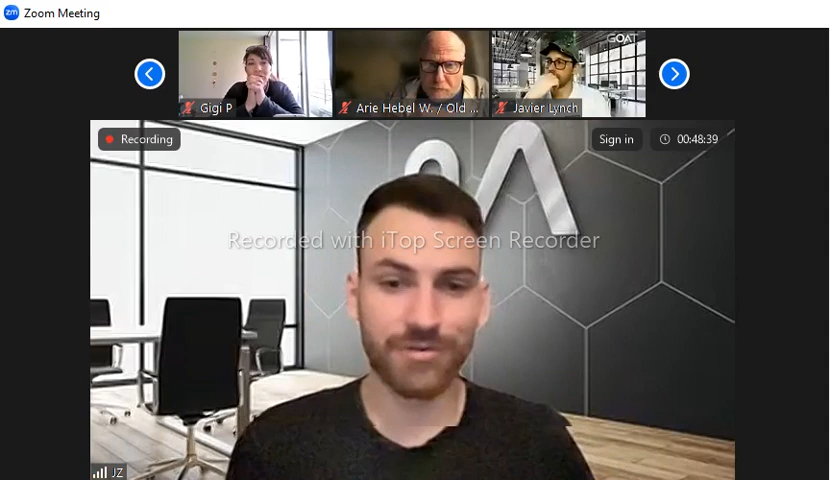 zm Zoom Meeting
GOAT
Gigi P
Arie Hebel W. / Old ...
Javier Lynch
Recording
Sign in
00:48:39
Recorded with iTop Screen Recorder
JZ